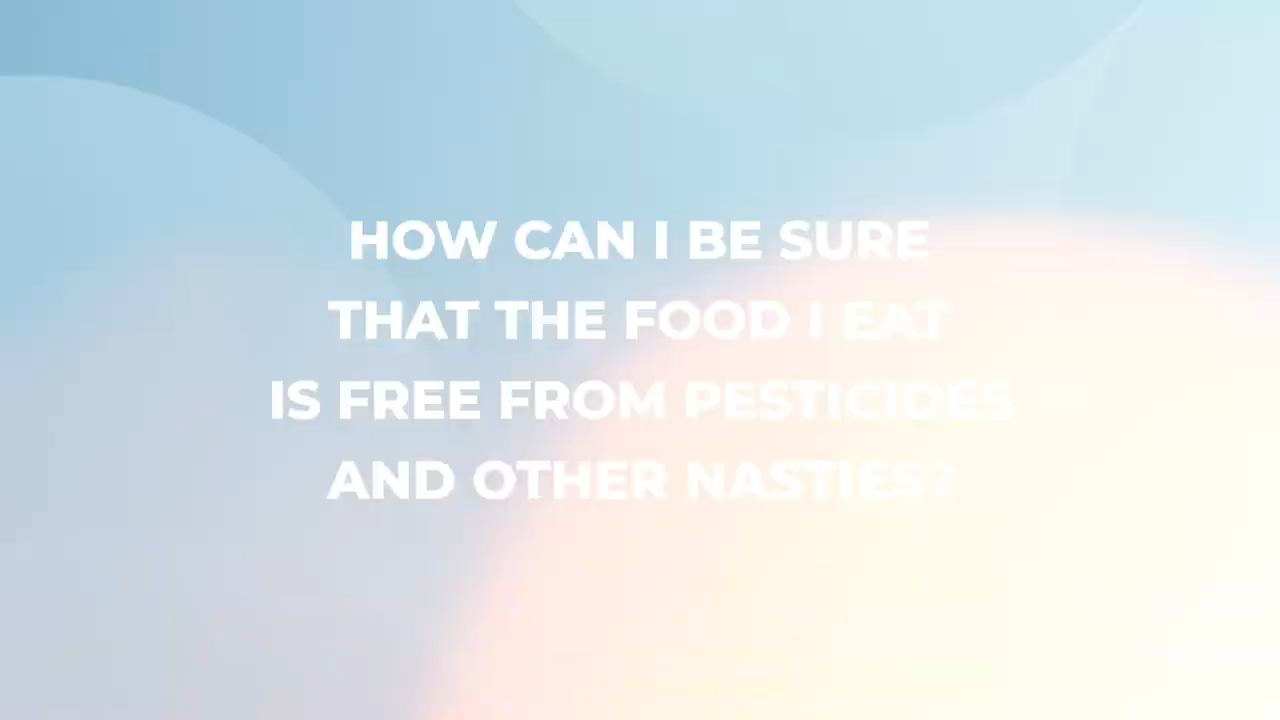 HOW CAN I BE SURE
THAT THE FOOD I EAT
IS FREE FROM PESTICIDES
AND OTHER NASTIES?